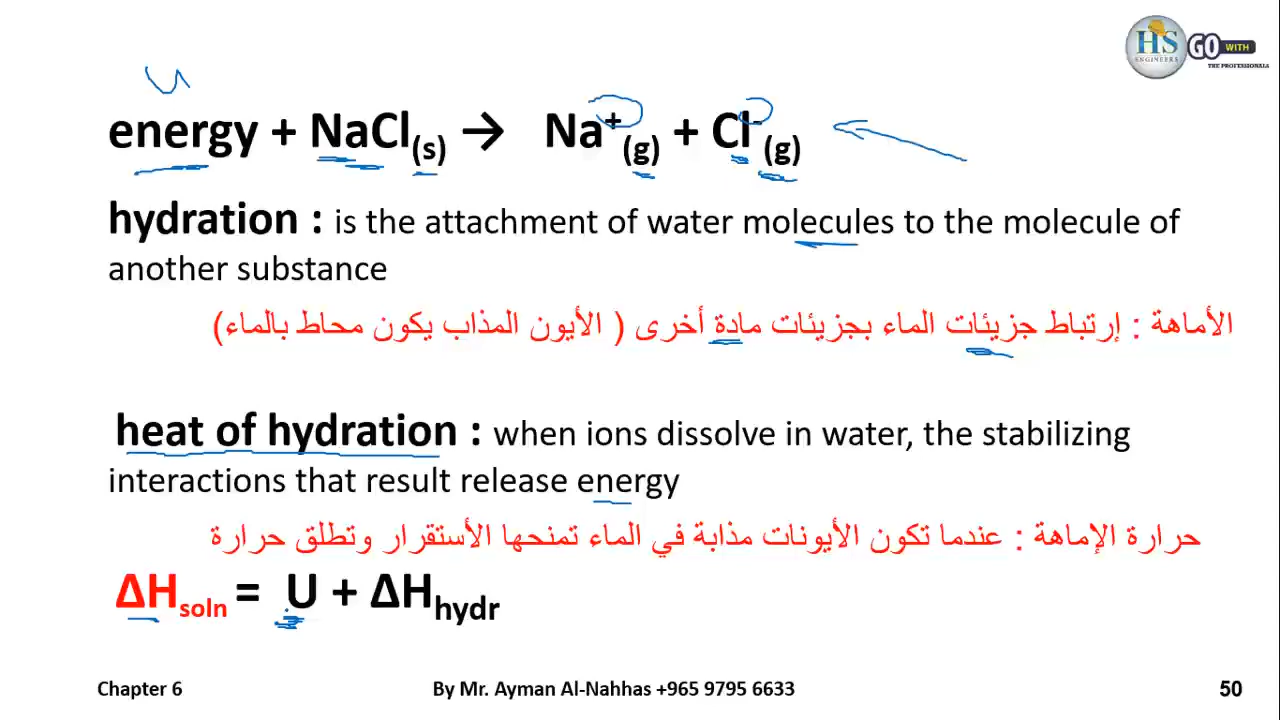 HS
ENGINEERS
GO WITH
THE PROFESSIONALS
U
energy + NaCl(s) → Na⁺(g) + Cl⁻(g)
hydration : is the attachment of water molecules to the molecule of
another substance
الأماهة : إرتباط جزيئات الماء بجزيئات مادة أخرى ( الأيون المذاب يكون محاط بالماء)
heat of hydration : when ions dissolve in water, the stabilizing
interactions that result release energy
حرارة الإماهة : عندما تكون الأيونات مذابة في الماء تمنحها الأستقرار وتطلق حرارة
ΔHsoln = U + ΔHhydr
Chapter 6 By Mr. Ayman Al-Nahhas +965 9795 6633 50